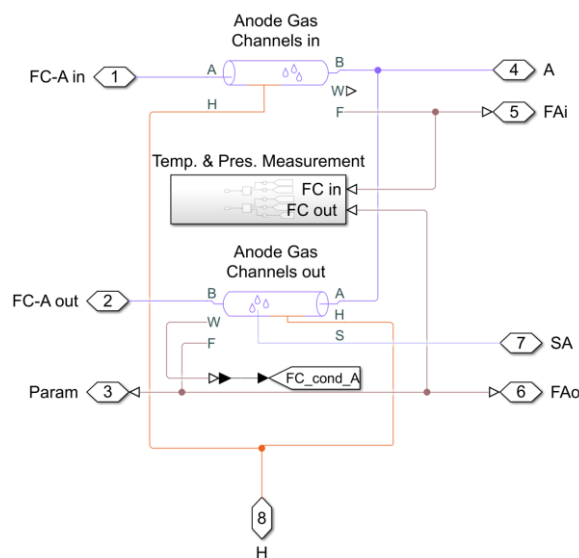 Anode Gas
Channels in
FC-A in
1
A
B
4
A
W
H
F
5
FAi
Temp. & Pres. Measurement
FC in
FC out
Anode Gas
Channels out
FC-A out
2
B
A
H
W
S
7
SA
F
FC_cond_A
Param
3
6
FAo
8
H